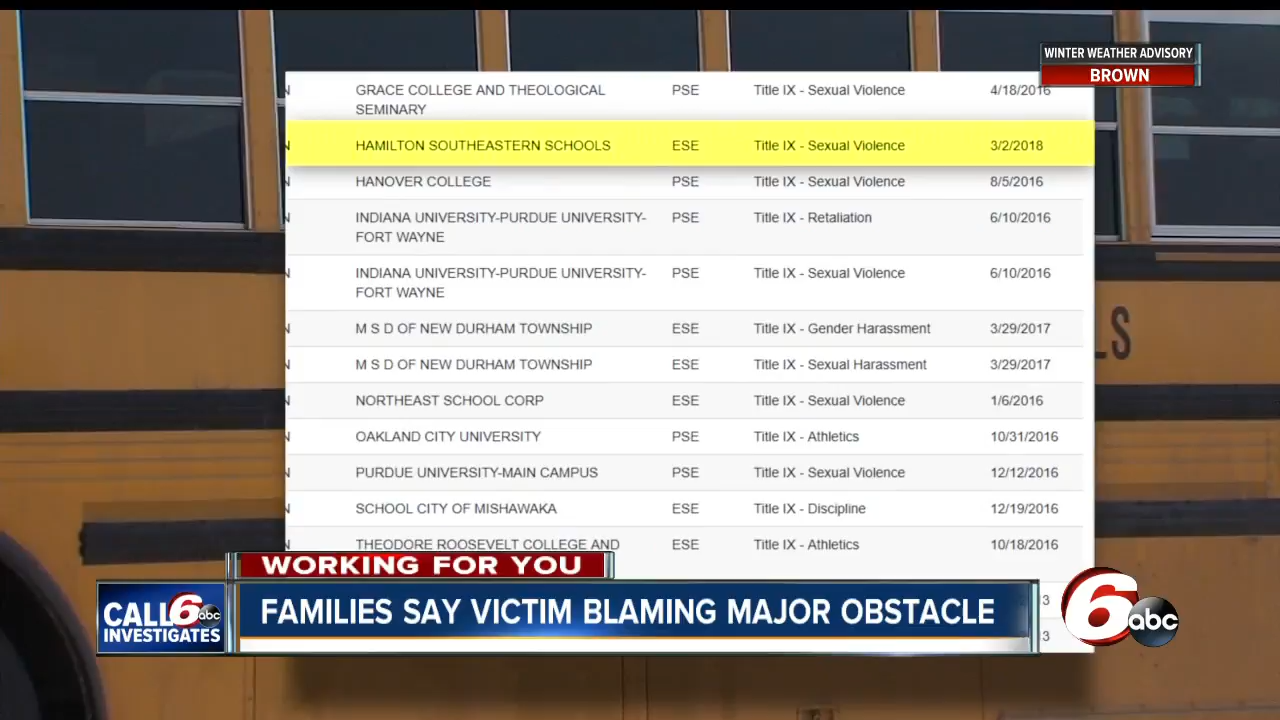 WINTER WEATHER ADVISORY
BROWN
GRACE COLLEGE AND THEOLOGICAL PSE Title IX - Sexual Violence 4/18/2016
SEMINARY
HAMILTON SOUTHEASTERN SCHOOLS ESE Title IX - Sexual Violence 3/2/2018
HANOVER COLLEGE PSE Title IX - Sexual Violence 8/5/2016
INDIANA UNIVERSITY-PURDUE UNIVERSITY- PSE Title IX - Retaliation 6/10/2016
FORT WAYNE
INDIANA UNIVERSITY-PURDUE UNIVERSITY- PSE Title IX - Sexual Violence 6/10/2016
FORT WAYNE
M S D OF NEW DURHAM TOWNSHIP ESE Title IX - Gender Harassment 3/29/2017
M S D OF NEW DURHAM TOWNSHIP ESE Title IX - Sexual Harassment 3/29/2017
NORTHEAST SCHOOL CORP ESE Title IX - Sexual Violence 1/6/2016
OAKLAND CITY UNIVERSITY PSE Title IX - Athletics 10/31/2016
PURDUE UNIVERSITY-MAIN CAMPUS PSE Title IX - Sexual Violence 12/12/2016
SCHOOL CITY OF MISHAWAKA ESE Title IX - Discipline 12/19/2016
THEODORE ROOSEVELT COLLEGE AND ESE Title IX - Athletics 10/18/2016
WORKING FOR YOU
CALL 6 abc
INVESTIGATES
FAMILIES SAY VICTIM BLAMING MAJOR OBSTACLE
6 abc